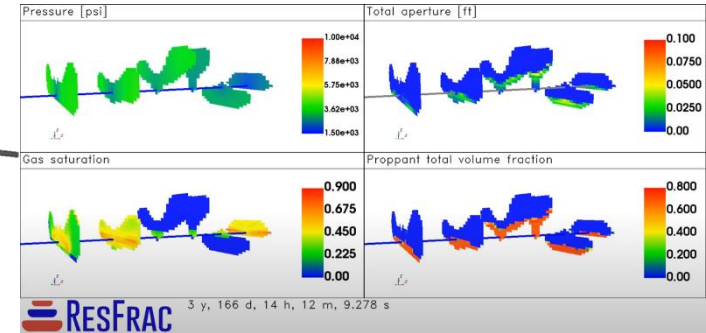 Pressure [psi]
1.00e+04
7.88e+03
5.75e+03
3.62e+03
1.50e+03
Total aperture [ft]
0.100
0.0750
0.0500
0.0250
0.00
Gas saturation
0.900
0.675
0.450
0.225
0.00
Proppant total volume fraction
0.800
0.600
0.400
0.200
0.00
RESFRAC
3 y, 166 d, 14 h, 12 m, 9.278 s